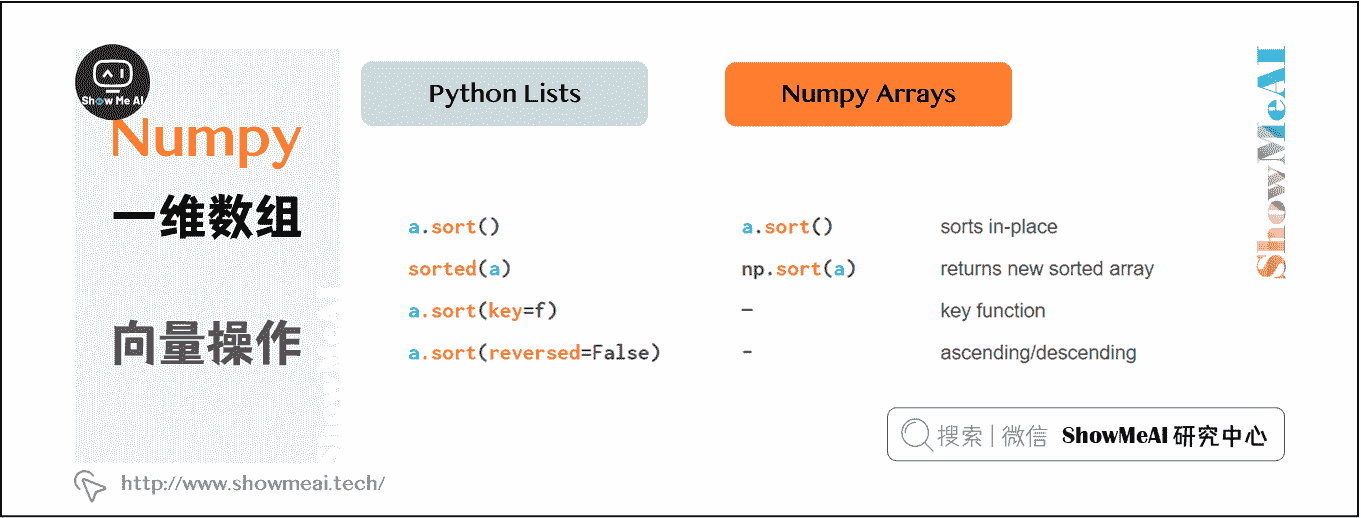 Show Me AI
Numpy
一维数组
向量操作
Python Lists
Numpy Arrays
a.sort() a.sort() sorts in-place
sorted(a) np.sort(a) returns new sorted array
a.sort(key=f) – key function
a.sort(reversed=False) - ascending/descending
ShowMeAI
搜索 | 微信 ShowMeAI 研究中心
http://www.showmeai.tech/